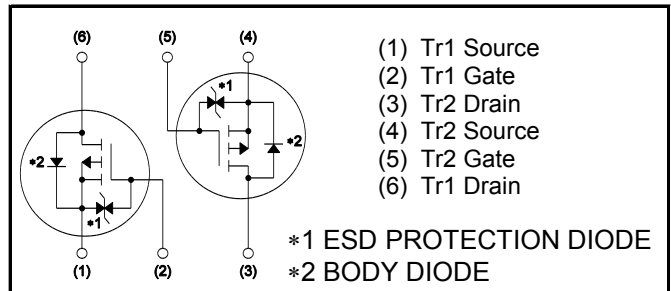 (6) (5) (4)
(1) Tr1 Source
(2) Tr1 Gate
(3) Tr2 Drain
(4) Tr2 Source
(5) Tr2 Gate
(6) Tr1 Drain
∗1
∗2
∗2
∗1
(1) (2) (3)
∗1 ESD PROTECTION DIODE
∗2 BODY DIODE